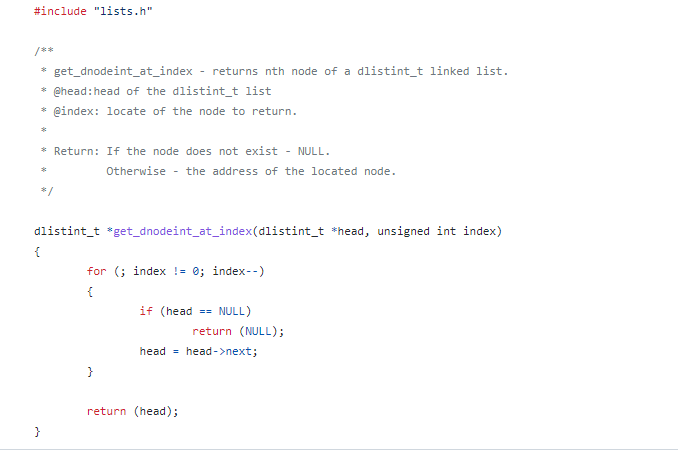 #include "lists.h"
/**
 * get_dnodeint_at_index - returns nth node of a dlistint_t linked list.
 * @head:head of the dlistint_t list
 * @index: locate of the node to return.
 *
 * Return: If the node does not exist - NULL.
 *         Otherwise - the address of the located node.
 */
dlistint_t *get_dnodeint_at_index(dlistint_t *head, unsigned int index)
{
        for (; index != 0; index--)
        {
                if (head == NULL)
                        return (NULL);
                head = head->next;
        }
        return (head);
}